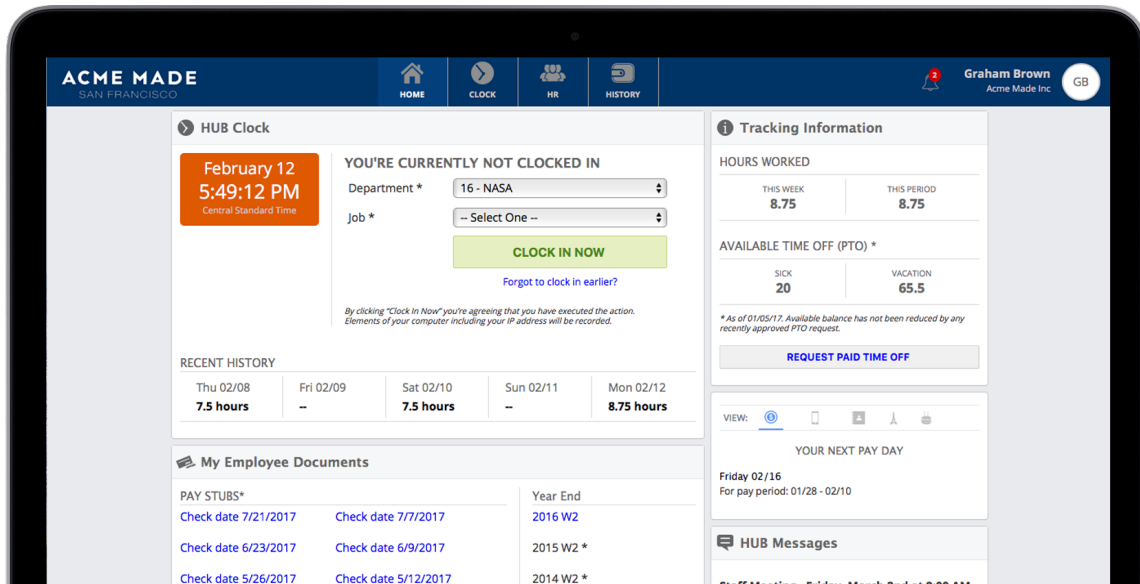 ACME MADE
SAN FRANCISCO
HOME
CLOCK
HR
HISTORY
2
Graham Brown
Acme Made Inc
GB
HUB Clock
February 12
5:49:12 PM
Central Standard Time
YOU'RE CURRENTLY NOT CLOCKED IN
Department *
16 - NASA
Job *
-- Select One --
CLOCK IN NOW
Forgot to clock in earlier?
By clicking "Clock In Now" you're agreeing that you have executed the action.
Elements of your computer including your IP address will be recorded.
RECENT HISTORY
Thu 02/08
7.5 hours
Fri 02/09
--
Sat 02/10
7.5 hours
Sun 02/11
--
Mon 02/12
8.75 hours
My Employee Documents
PAY STUBS*
Check date 7/21/2017
Check date 7/7/2017
Check date 6/23/2017
Check date 6/9/2017
Check date 5/26/2017
Check date 5/12/2017
Year End
2016 W2
2015 W2 *
2014 W2 *
Tracking Information
HOURS WORKED
THIS WEEK
8.75
THIS PERIOD
8.75
AVAILABLE TIME OFF (PTO) *
SICK
20
VACATION
65.5
* As of 01/05/17. Available balance has not been reduced by any
recently approved PTO request.
REQUEST PAID TIME OFF
VIEW:
YOUR NEXT PAY DAY
Friday 02/16
For pay period: 01/28 - 02/10
HUB Messages
Staff Meeting - Friday, March 2nd at 9:00 AM